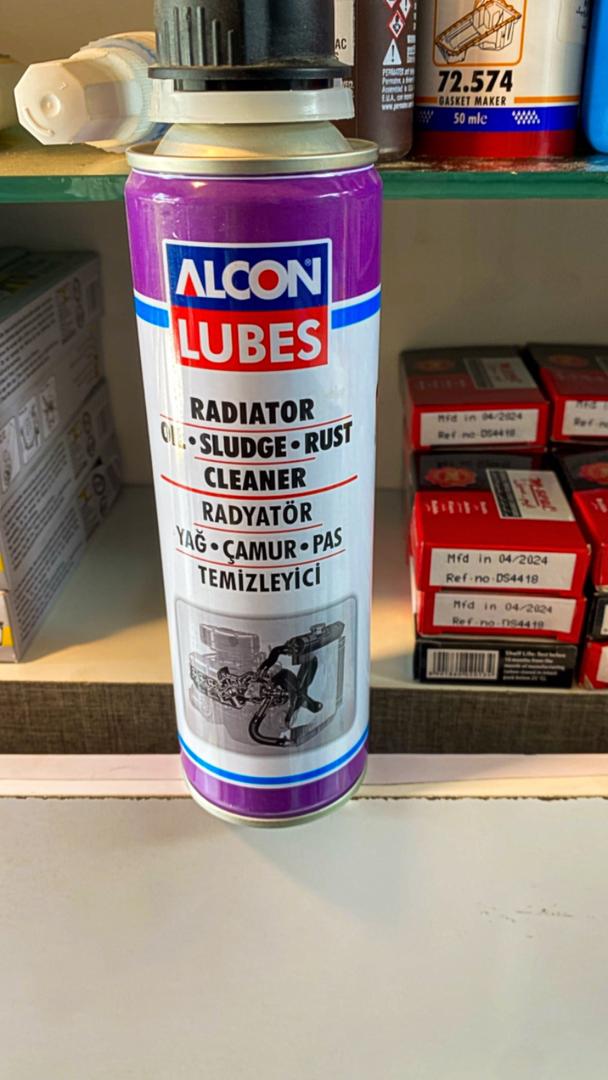 ALCON
LUBES
RADIATOR
OIL • SLUDGE • RUST
CLEANER
RADYATÖR
YAĞ • ÇAMUR • PAS
TEMİZLEYİCİ
72.574
GASKET MAKER
50 mle
AC
Mfd in 04/2024
Ref-no-DS4418
Mfd in 04/2024
Ref-no-DS4418
Mfd in 04/2024
Ref-no-DS4418